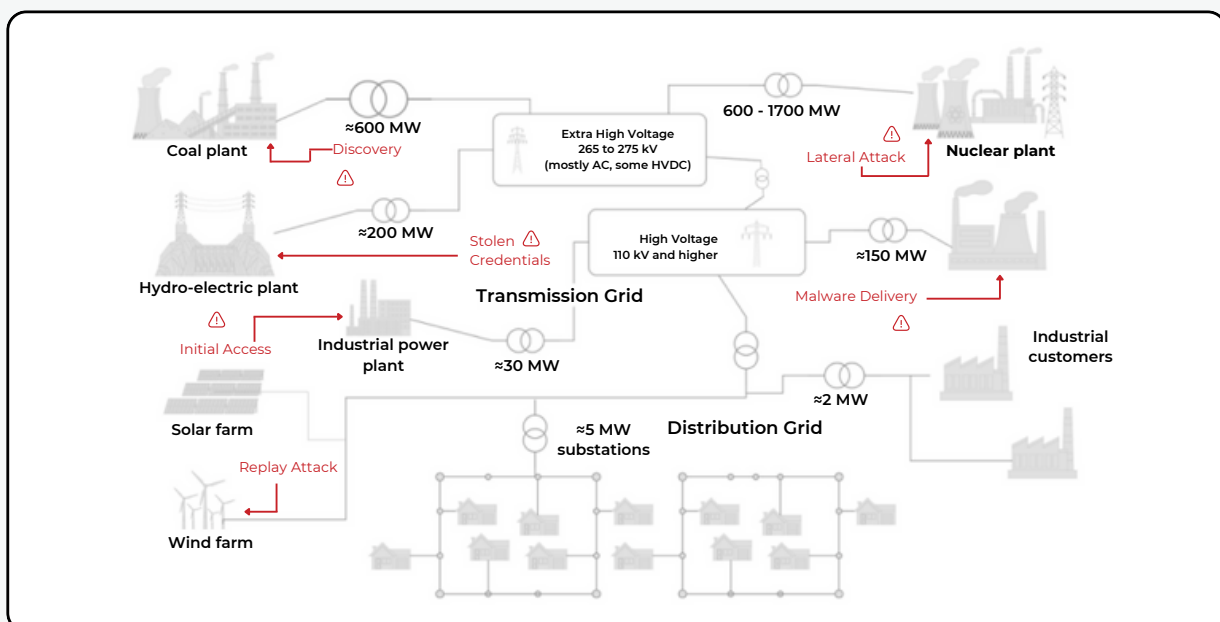 ≈600 MW
Coal plant
Discovery
Extra High Voltage
265 to 275 kV
(mostly AC, some HVDC)
600 - 1700 MW
Lateral Attack
Nuclear plant
≈200 MW
Hydro-electric plant
Stolen
Credentials
High Voltage
110 kV and higher
≈150 MW
Malware Delivery
Transmission Grid
Initial Access
Industrial power
plant
≈30 MW
Industrial
customers
≈2 MW
Solar farm
≈5 MW
substations
Distribution Grid
Replay Attack
Wind farm